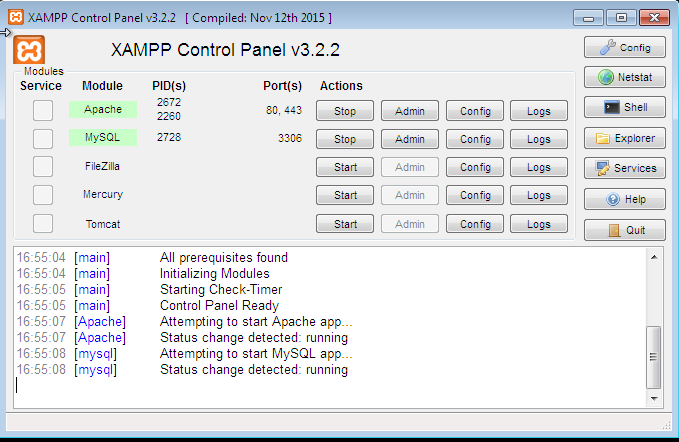 XAMPP Control Panel v3.2.2 [ Compiled: Nov 12th 2015 ]
XAMPP Control Panel v3.2.2
Config
Modules
Service Module PID(s) Port(s) Actions
Netstat
Apache 2672 2260 80, 443 Stop Admin Config Logs
Shell
MySQL 2728 3306 Stop Admin Config Logs
Explorer
FileZilla Start Admin Config Logs
Services
Mercury Start Admin Config Logs
Help
Tomcat Start Admin Config Logs
Quit
16:55:04 [main] All prerequisites found
16:55:04 [main] Initializing Modules
16:55:05 [main] Starting Check-Timer
16:55:05 [main] Control Panel Ready
16:55:07 [Apache] Attempting to start Apache app...
16:55:07 [Apache] Status change detected: running
16:55:08 [mysql] Attempting to start MySQL app...
16:55:08 [mysql] Status change detected: running